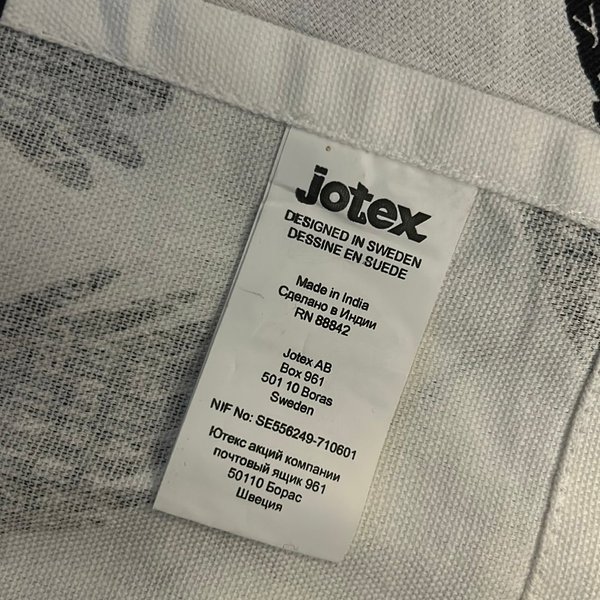 jotex
DESIGNED IN SWEDEN
DESSINE EN SUEDE
Made in India
Сделано в Индии
RN 88842
Jotex AB
Box 961
501 10 Boras
Sweden
NIF No: SE556249-710601
Ютекс акций компании
почтовый ящик 961
50110 Борас
Швеция